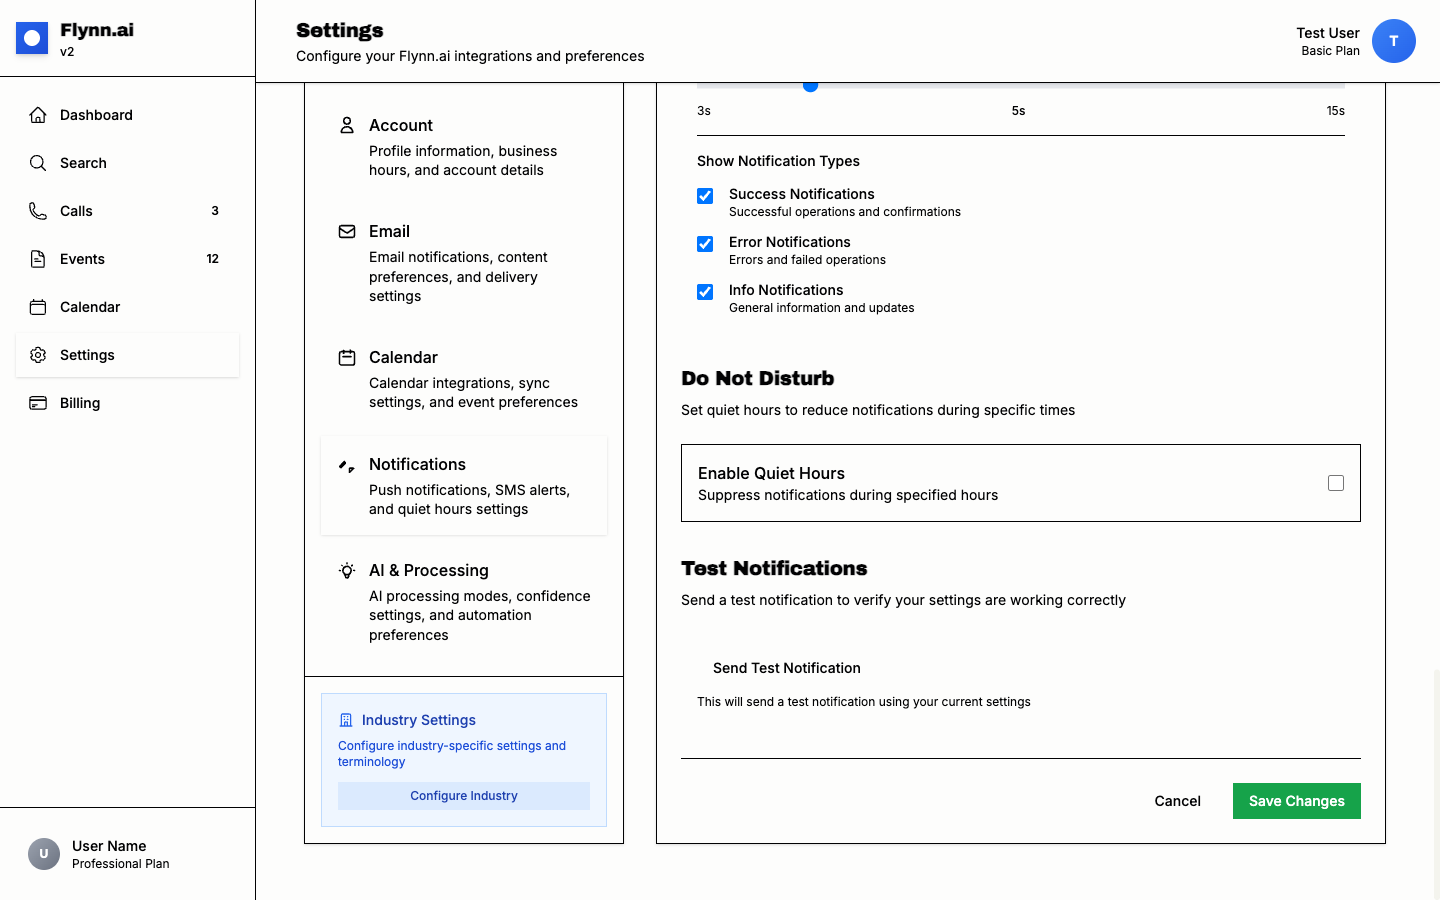 Flynn.ai
v2
Dashboard
Search
Calls 3
Events 12
Calendar
Settings
Billing
U
User Name
Professional Plan
Settings
Configure your Flynn.ai integrations and preferences
Test User
Basic Plan
T
Account
Profile information, business
hours, and account details
Email
Email notifications, content
preferences, and delivery
settings
Calendar
Calendar integrations, sync
settings, and event preferences
Notifications
Push notifications, SMS alerts,
and quiet hours settings
AI & Processing
AI processing modes, confidence
settings, and automation
preferences
Industry Settings
Configure industry-specific settings and
terminology
Configure Industry
3s 5s 15s
Show Notification Types
Success Notifications
Successful operations and confirmations
Error Notifications
Errors and failed operations
Info Notifications
General information and updates
Do Not Disturb
Set quiet hours to reduce notifications during specific times
Enable Quiet Hours
Suppress notifications during specified hours
Test Notifications
Send a test notification to verify your settings are working correctly
Send Test Notification
This will send a test notification using your current settings
Cancel
Save Changes